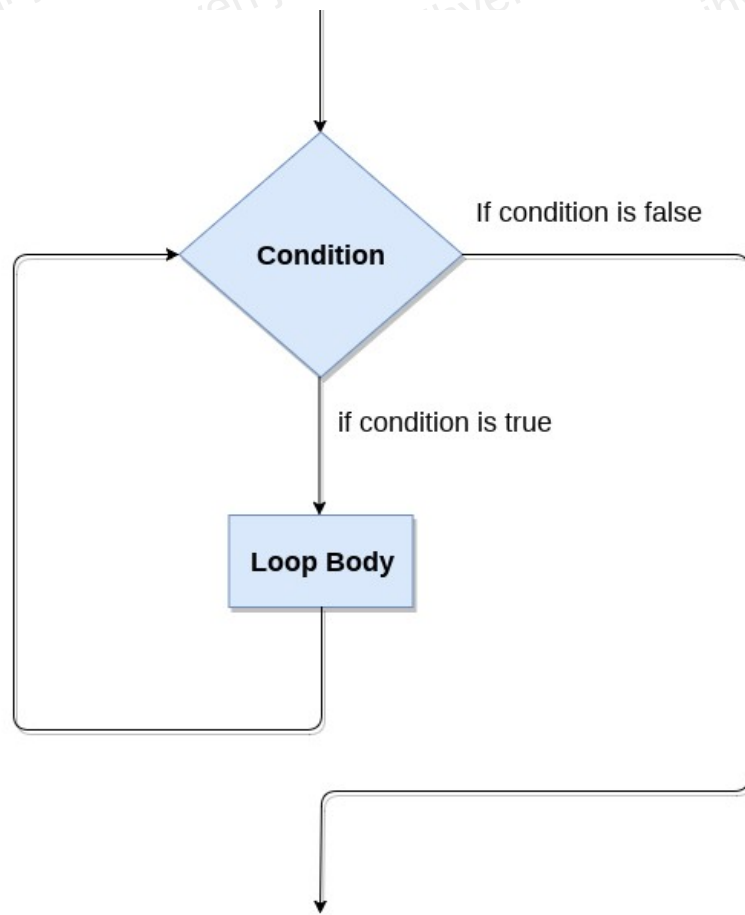 If condition is false
Condition
if condition is true
Loop Body